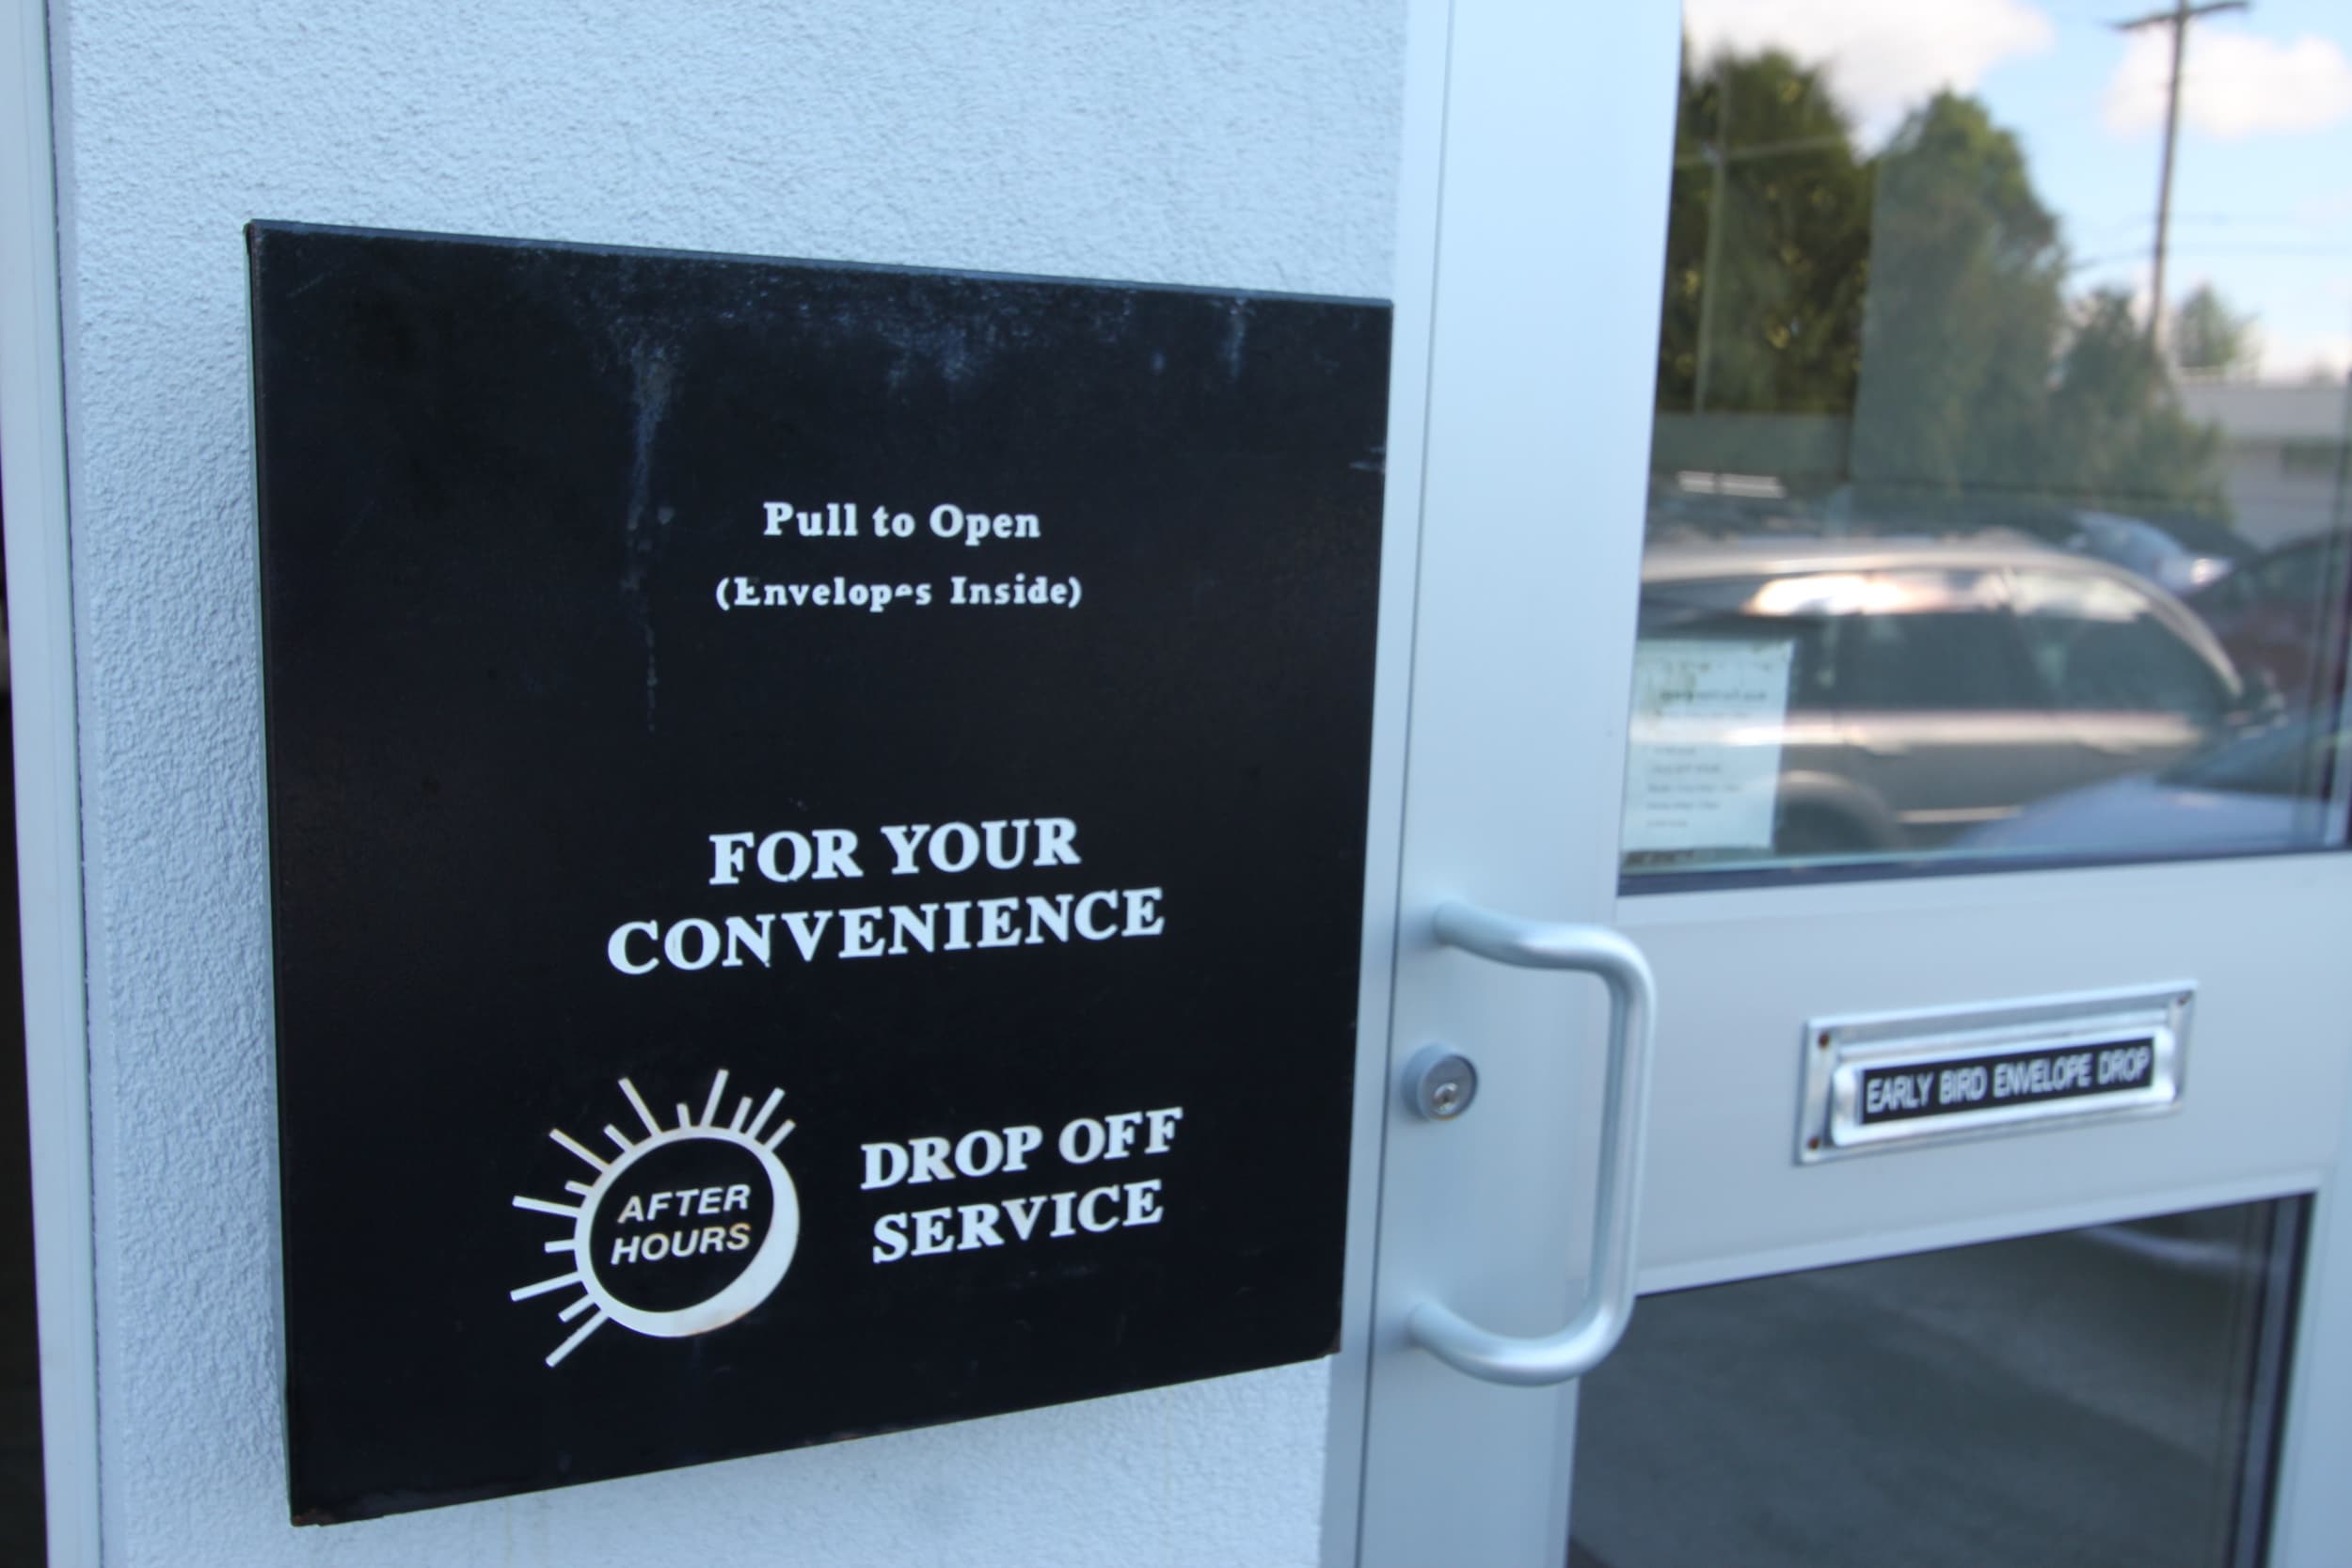 Pull to Open
(Envelopes Inside)
FOR YOUR
CONVENIENCE
AFTER
HOURS
DROP OFF
SERVICE
EARLY BIRD ENVELOPE DROP